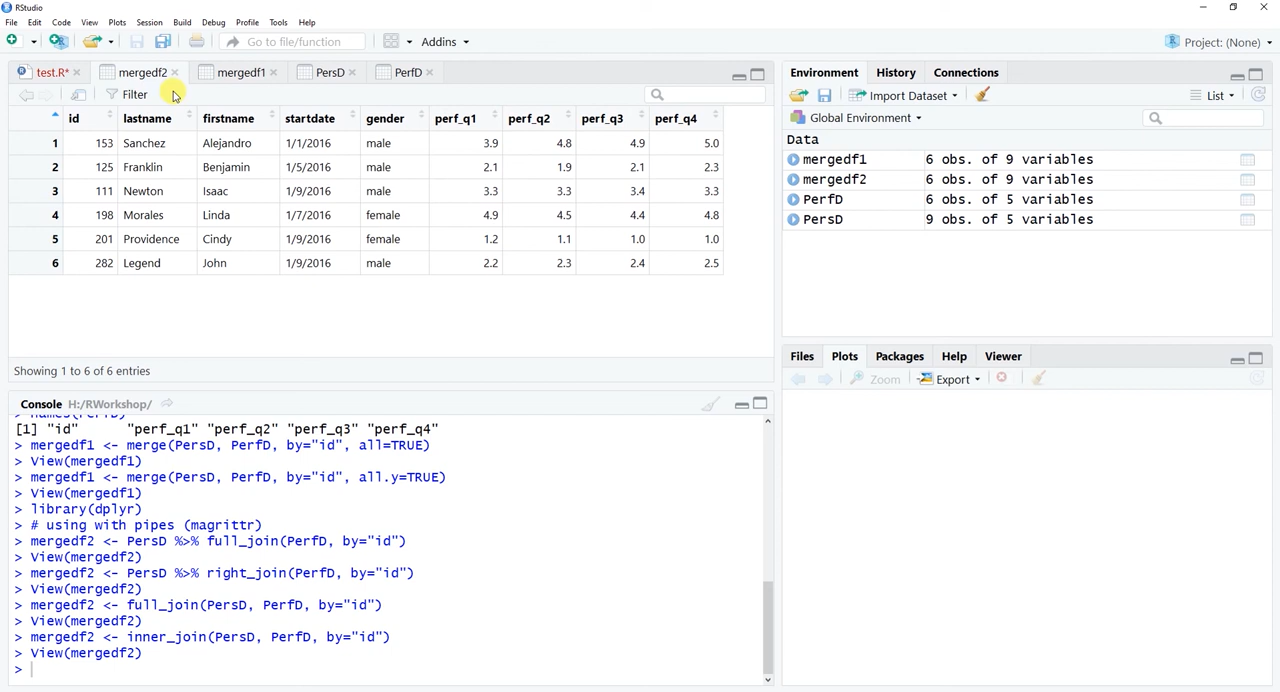 RStudio
File Edit Code View Plots Session Build Debug Profile Tools Help
Go to file/function Addins Project: (None)
test.R* mergedf2 mergedf1 PersD PerfD
Filter
id lastname firstname startdate gender perf_q1 perf_q2 perf_q3 perf_q4
1 153 Sanchez Alejandro 1/1/2016 male 3.9 4.8 4.9 5.0
2 125 Franklin Benjamin 1/5/2016 male 2.1 1.9 2.1 2.3
3 111 Newton Isaac 1/9/2016 male 3.3 3.3 3.4 3.3
4 198 Morales Linda 1/7/2016 female 4.9 4.5 4.4 4.8
5 201 Providence Cindy 1/9/2016 female 1.2 1.1 1.0 1.0
6 282 Legend John 1/9/2016 male 2.2 2.3 2.4 2.5
Showing 1 to 6 of 6 entries
Console H:/RWorkshop/
> names(PerfD)
[1] "id" "perf_q1" "perf_q2" "perf_q3" "perf_q4"
> mergedf1 <- merge(PersD, PerfD, by="id", all=TRUE)
> View(mergedf1)
> mergedf1 <- merge(PersD, PerfD, by="id", all.y=TRUE)
> View(mergedf1)
> library(dplyr)
> # using with pipes (magrittr)
> mergedf2 <- PersD %>% full_join(PerfD, by="id")
> View(mergedf2)
> mergedf2 <- PersD %>% right_join(PerfD, by="id")
> View(mergedf2)
> mergedf2 <- full_join(PersD, PerfD, by="id")
> View(mergedf2)
> mergedf2 <- inner_join(PersD, PerfD, by="id")
> View(mergedf2)
>
Environment History Connections
Import Dataset List
Global Environment
Data
mergedf1 6 obs. of 9 variables
mergedf2 6 obs. of 9 variables
PerfD 6 obs. of 5 variables
PersD 9 obs. of 5 variables
Files Plots Packages Help Viewer
Zoom Export